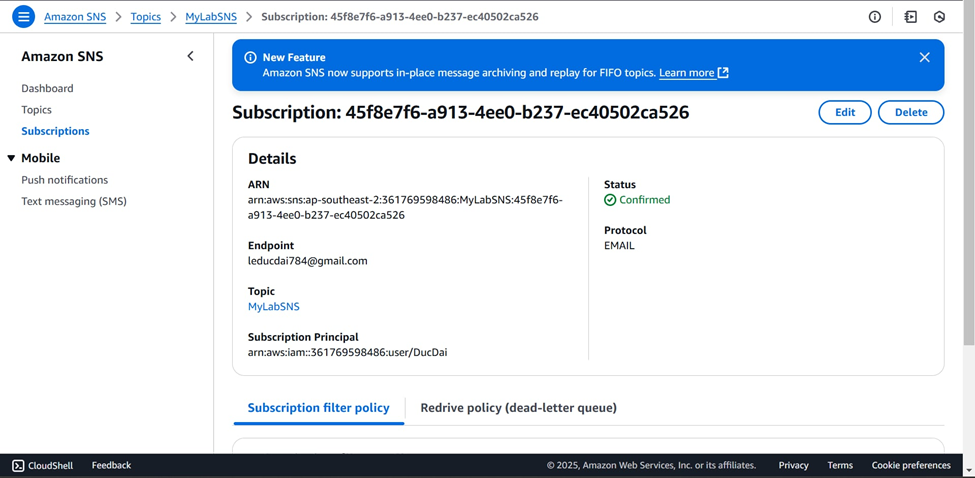 Amazon SNS > Topics > MyLabSNS > Subscription: 45f8e7f6-a913-4ee0-b237-ec40502ca526
Amazon SNS
Dashboard
Topics
Subscriptions
Mobile
Push notifications
Text messaging (SMS)
New Feature
Amazon SNS now supports in-place message archiving and replay for FIFO topics. Learn more
Subscription: 45f8e7f6-a913-4ee0-b237-ec40502ca526
Edit
Delete
Details
ARN
arn:aws:sns:ap-southeast-2:361769598486:MyLabSNS:45f8e7f6-
a913-4ee0-b237-ec40502ca526
Endpoint
leducdai784@gmail.com
Topic
MyLabSNS
Subscription Principal
arn:aws:iam::361769598486:user/DucDai
Status
Confirmed
Protocol
EMAIL
Subscription filter policy
Redrive policy (dead-letter queue)
CloudShell
Feedback
© 2025, Amazon Web Services, Inc. or its affiliates.
Privacy
Terms
Cookie preferences